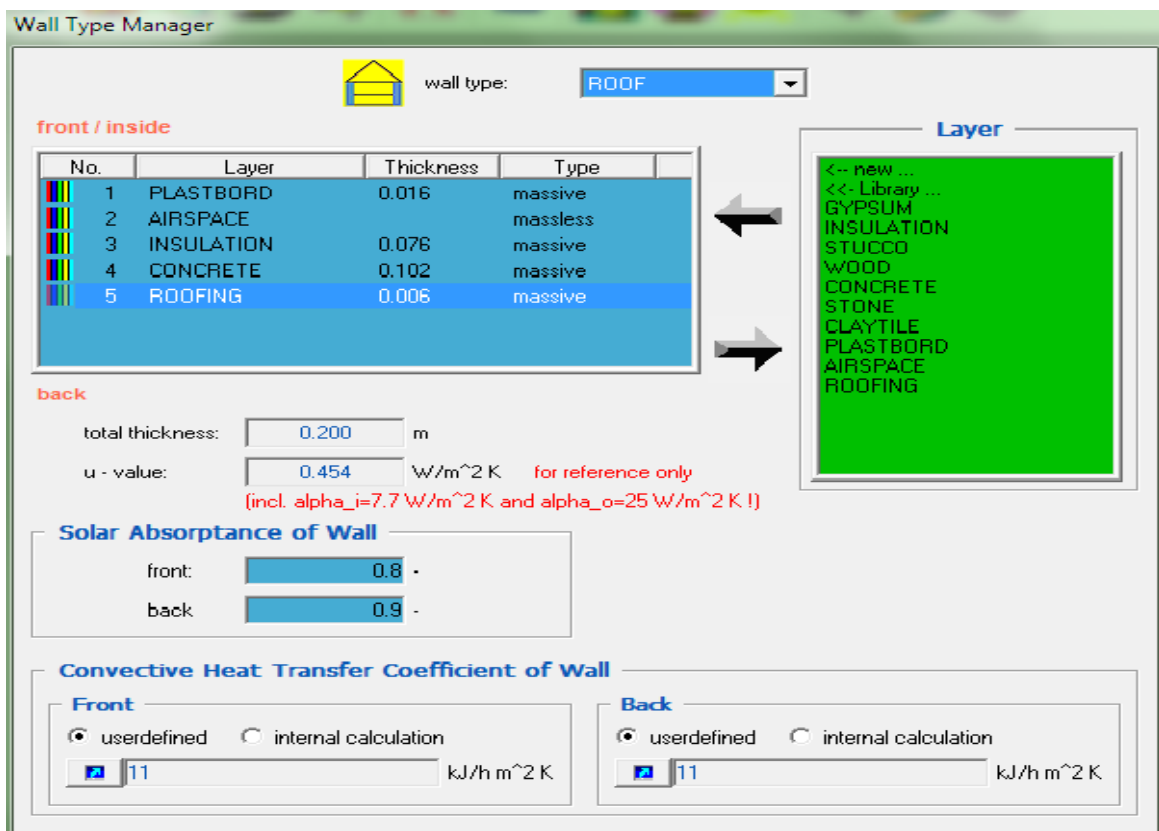 Wall Type Manager
wall type: ROOF
front / inside
Layer
No. Layer Thickness Type
1 PLASTBORD 0.016 massive
2 AIRSPACE massless
3 INSULATION 0.076 massive
4 CONCRETE 0.102 massive
5 ROOFING 0.006 massive
<-- new ...
<<- Library ...
GYPSUM
INSULATION
STUCCO
WOOD
CONCRETE
STONE
CLAYTILE
PLASTBORD
AIRSPACE
ROOFING
back
total thickness: 0.200 m
u - value: 0.454 W/m^2 K for reference only
(incl. alpha_i=7.7 W/m^2 K and alpha_o=25 W/m^2 K !)
Solar Absorptance of Wall
front: 0.8 -
back 0.9 -
Convective Heat Transfer Coefficient of Wall
Front
userdefined internal calculation
11 kJ/h m^2 K
Back
userdefined internal calculation
11 kJ/h m^2 K